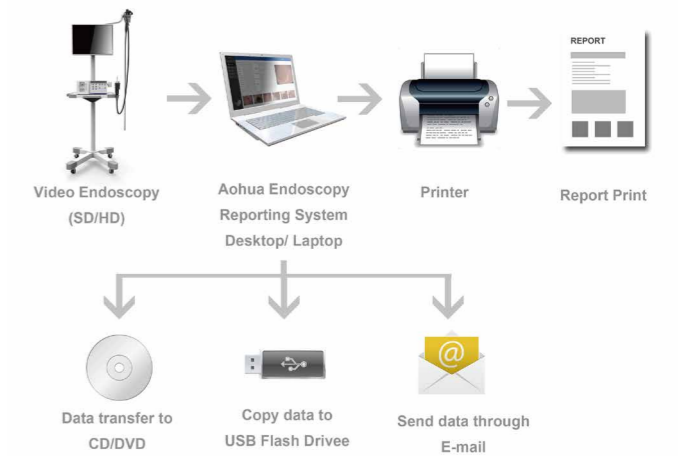 REPORT
Video Endoscopy
(SD/HD)
Aohua Endoscopy
Reporting System
Desktop/ Laptop
Printer
Report Print
@
Data transfer to
CD/DVD
Copy data to
USB Flash Drivee
Send data through
E-mail